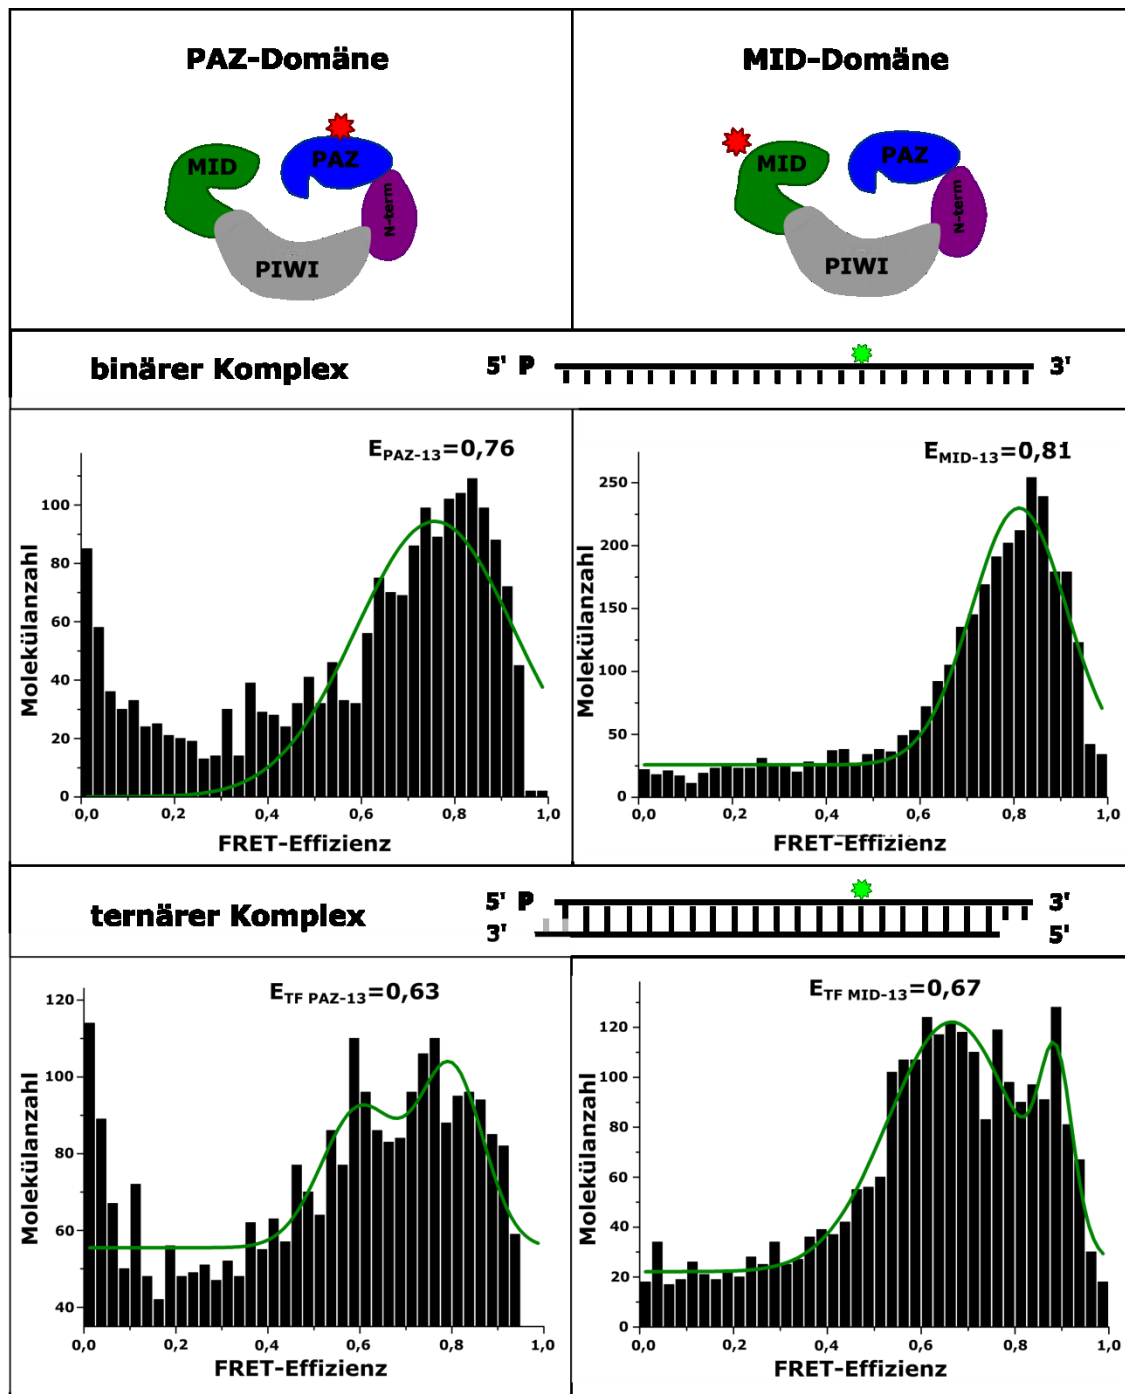 PAZ-Domäne
MID-Domäne
MID
PAZ
N-term
PIWI
MID
PAZ
N-term
PIWI
binärer Komplex
5' P
3'
E PAZ-13=0,76
Molekülanzahl
100
80
60
40
20
0
0,0 0,2 0,4 0,6 0,8 1,0
FRET-Effizienz
E MID-13=0,81
Molekülanzahl
250
200
150
100
50
0
0,0 0,2 0,4 0,6 0,8 1,0
FRET-Effizienz
ternärer Komplex
5' P
3'
3'
5'
E TF PAZ-13=0,63
Molekülanzahl
120
100
80
60
40
0,0 0,2 0,4 0,6 0,8 1,0
FRET-Effizienz
E TF MID-13=0,67
Molekülanzahl
120
100
80
60
40
20
0
0,0 0,2 0,4 0,6 0,8 1,0
FRET-Effizienz